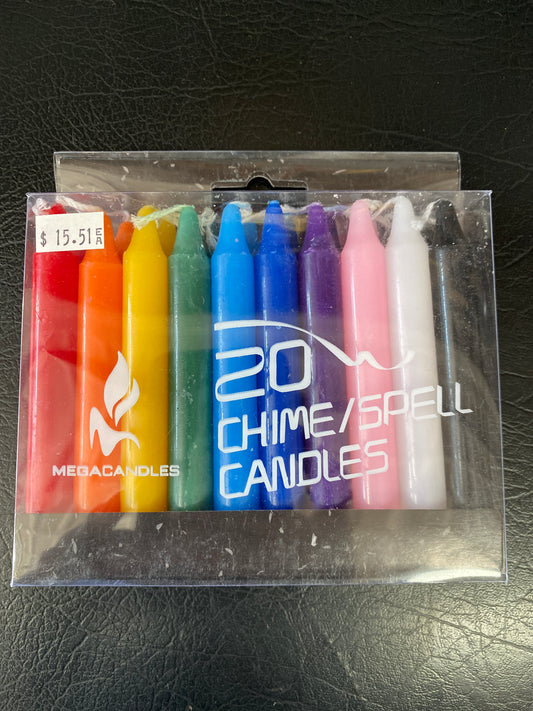 $ 15.51 EA
20
CHIME/SPELL
CANDLES
MEGACANDLES